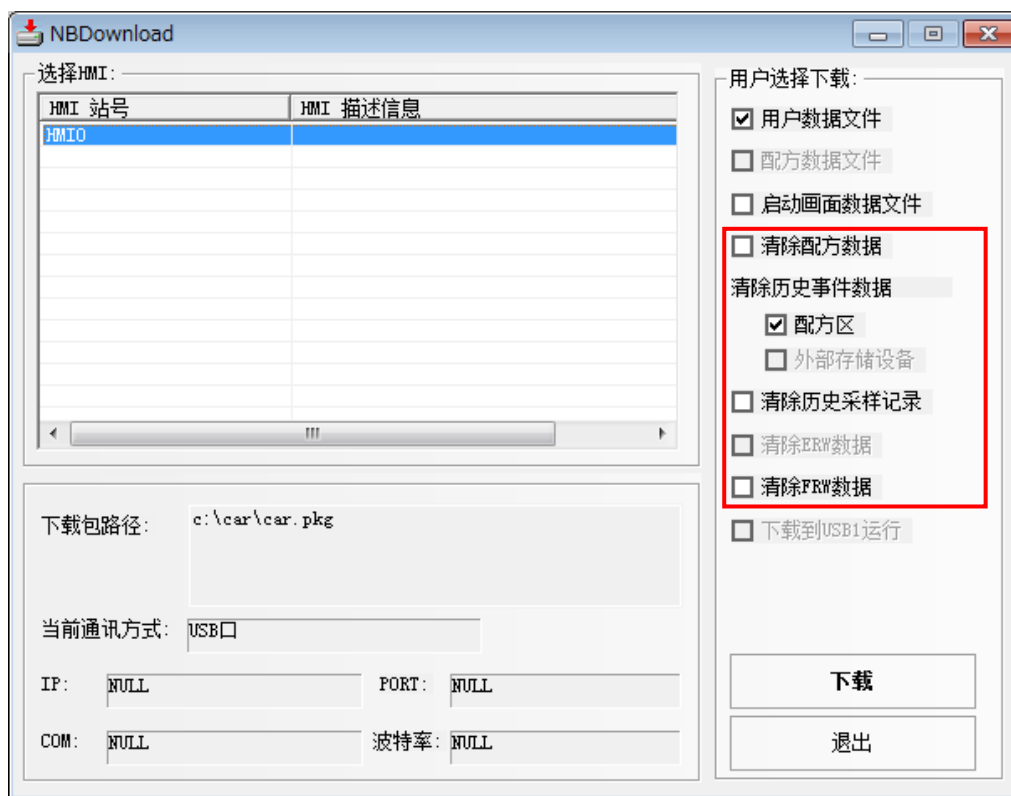 NBDownload
选择HMI:
HMI 站号 HMI 描述信息
HMI0
下载包路径: c:\car\car.pkg
当前通讯方式: USB口
IP: NULL PORT: NULL
COM: NULL 波特率: NULL
用户选择下载:
用户数据文件
配方数据文件
启动画面数据文件
清除配方数据
清除历史事件数据
配方区
外部存储设备
清除历史采样记录
清除ERW数据
清除FRW数据
下载到USB1运行
下载
退出